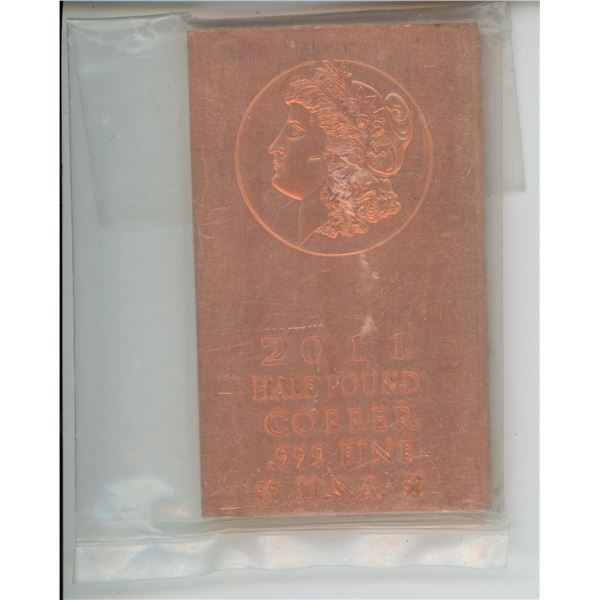 2011
HALF POUND
COPPER
.999 FINE
U.S.A.